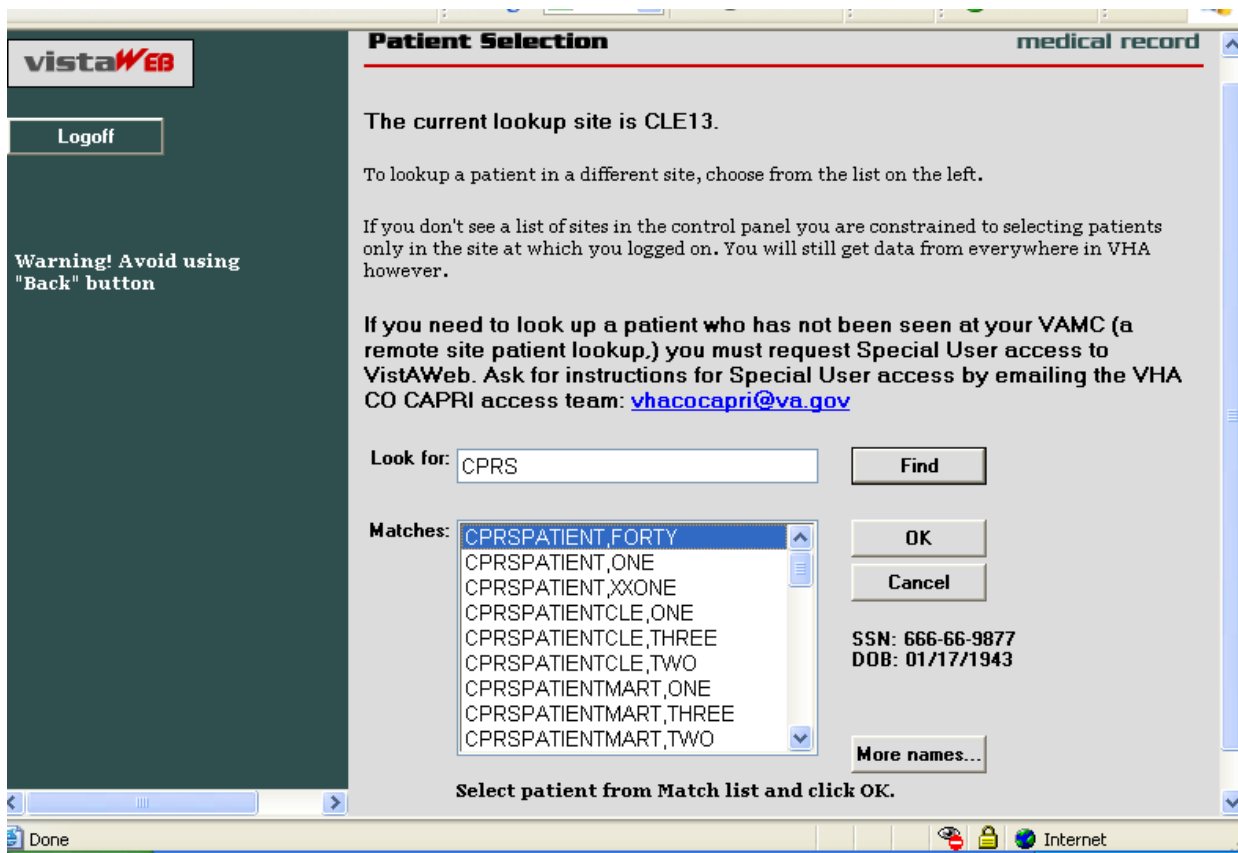 Patient Selection
medical record
vistaWEB
Logoff
Warning! Avoid using
"Back" button
The current lookup site is CLE13.
To lookup a patient in a different site, choose from the list on the left.
If you don't see a list of sites in the control panel you are constrained to selecting patients
only in the site at which you logged on. You will still get data from everywhere in VHA
however.
If you need to look up a patient who has not been seen at your VAMC (a
remote site patient lookup,) you must request Special User access to
VistAWeb. Ask for instructions for Special User access by emailing the VHA
CO CAPRI access team: vhacocapri@va.gov
Look for: CPRS
Find
Matches:
CPRSPATIENT,FORTY
CPRSPATIENT,ONE
CPRSPATIENT,XXONE
CPRSPATIENTCLE,ONE
CPRSPATIENTCLE,THREE
CPRSPATIENTCLE,TWO
CPRSPATIENTMART,ONE
CPRSPATIENTMART,THREE
CPRSPATIENTMART,TWO
OK
Cancel
SSN: 666-66-9877
DOB: 01/17/1943
More names...
Select patient from Match list and click OK.
Done
Internet